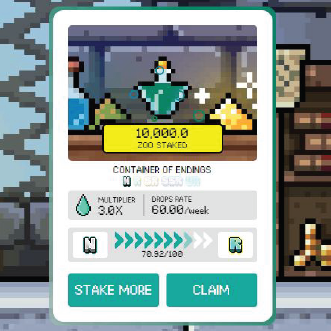 10,000.0
ZOO STAKED
CONTAINER OF ENDINGS
N
MULTIPLIER
3.0X
DROPS RATE
60.00/week
N
R
70.92/100
STAKE MORE
CLAIM